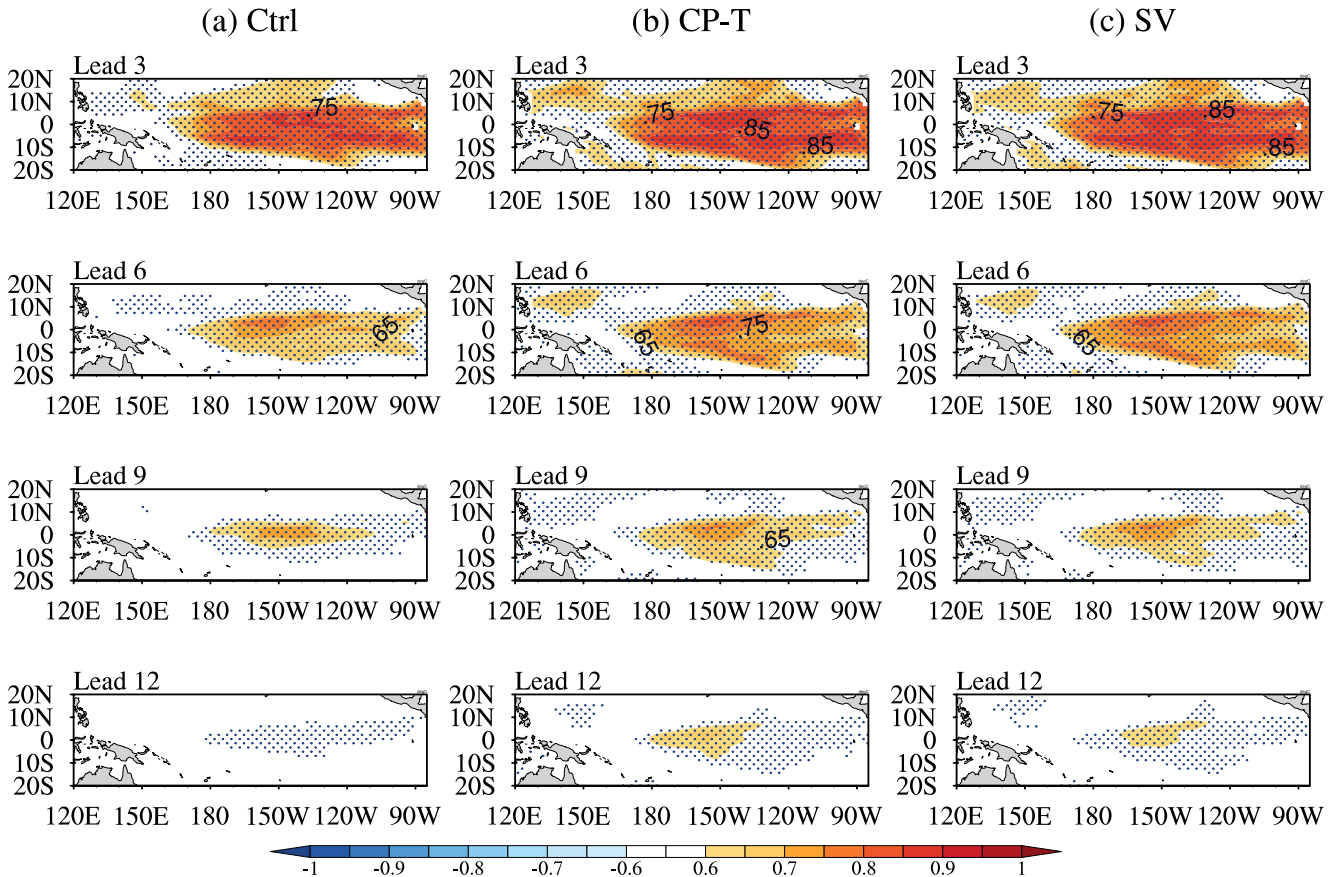 (a) Ctrl (b) CP-T (c) SV
Lead 3 Lead 3 Lead 3
20N 20N 20N
10N .75 10N .75 10N .75 .85
0 0 .85 0
10S 10S .85 10S .85
20S 20S 20S
120E 150E 180 150W 120W 90W 120E 150E 180 150W 120W 90W 120E 150E 180 150W 120W 90W
Lead 6 Lead 6 Lead 6
20N 20N 20N
10N 10N 10N
0 .65 0 .65 .75 0 .65
10S 10S 10S
20S 20S 20S
120E 150E 180 150W 120W 90W 120E 150E 180 150W 120W 90W 120E 150E 180 150W 120W 90W
Lead 9 Lead 9 Lead 9
20N 20N 20N
10N 10N 10N
0 0 .65 0
10S 10S 10S
20S 20S 20S
120E 150E 180 150W 120W 90W 120E 150E 180 150W 120W 90W 120E 150E 180 150W 120W 90W
Lead 12 Lead 12 Lead 12
20N 20N 20N
10N 10N 10N
0 0 0
10S 10S 10S
20S 20S 20S
120E 150E 180 150W 120W 90W 120E 150E 180 150W 120W 90W 120E 150E 180 150W 120W 90W
-1 -0.9 -0.8 -0.7 -0.6 0.6 0.7 0.8 0.9 1